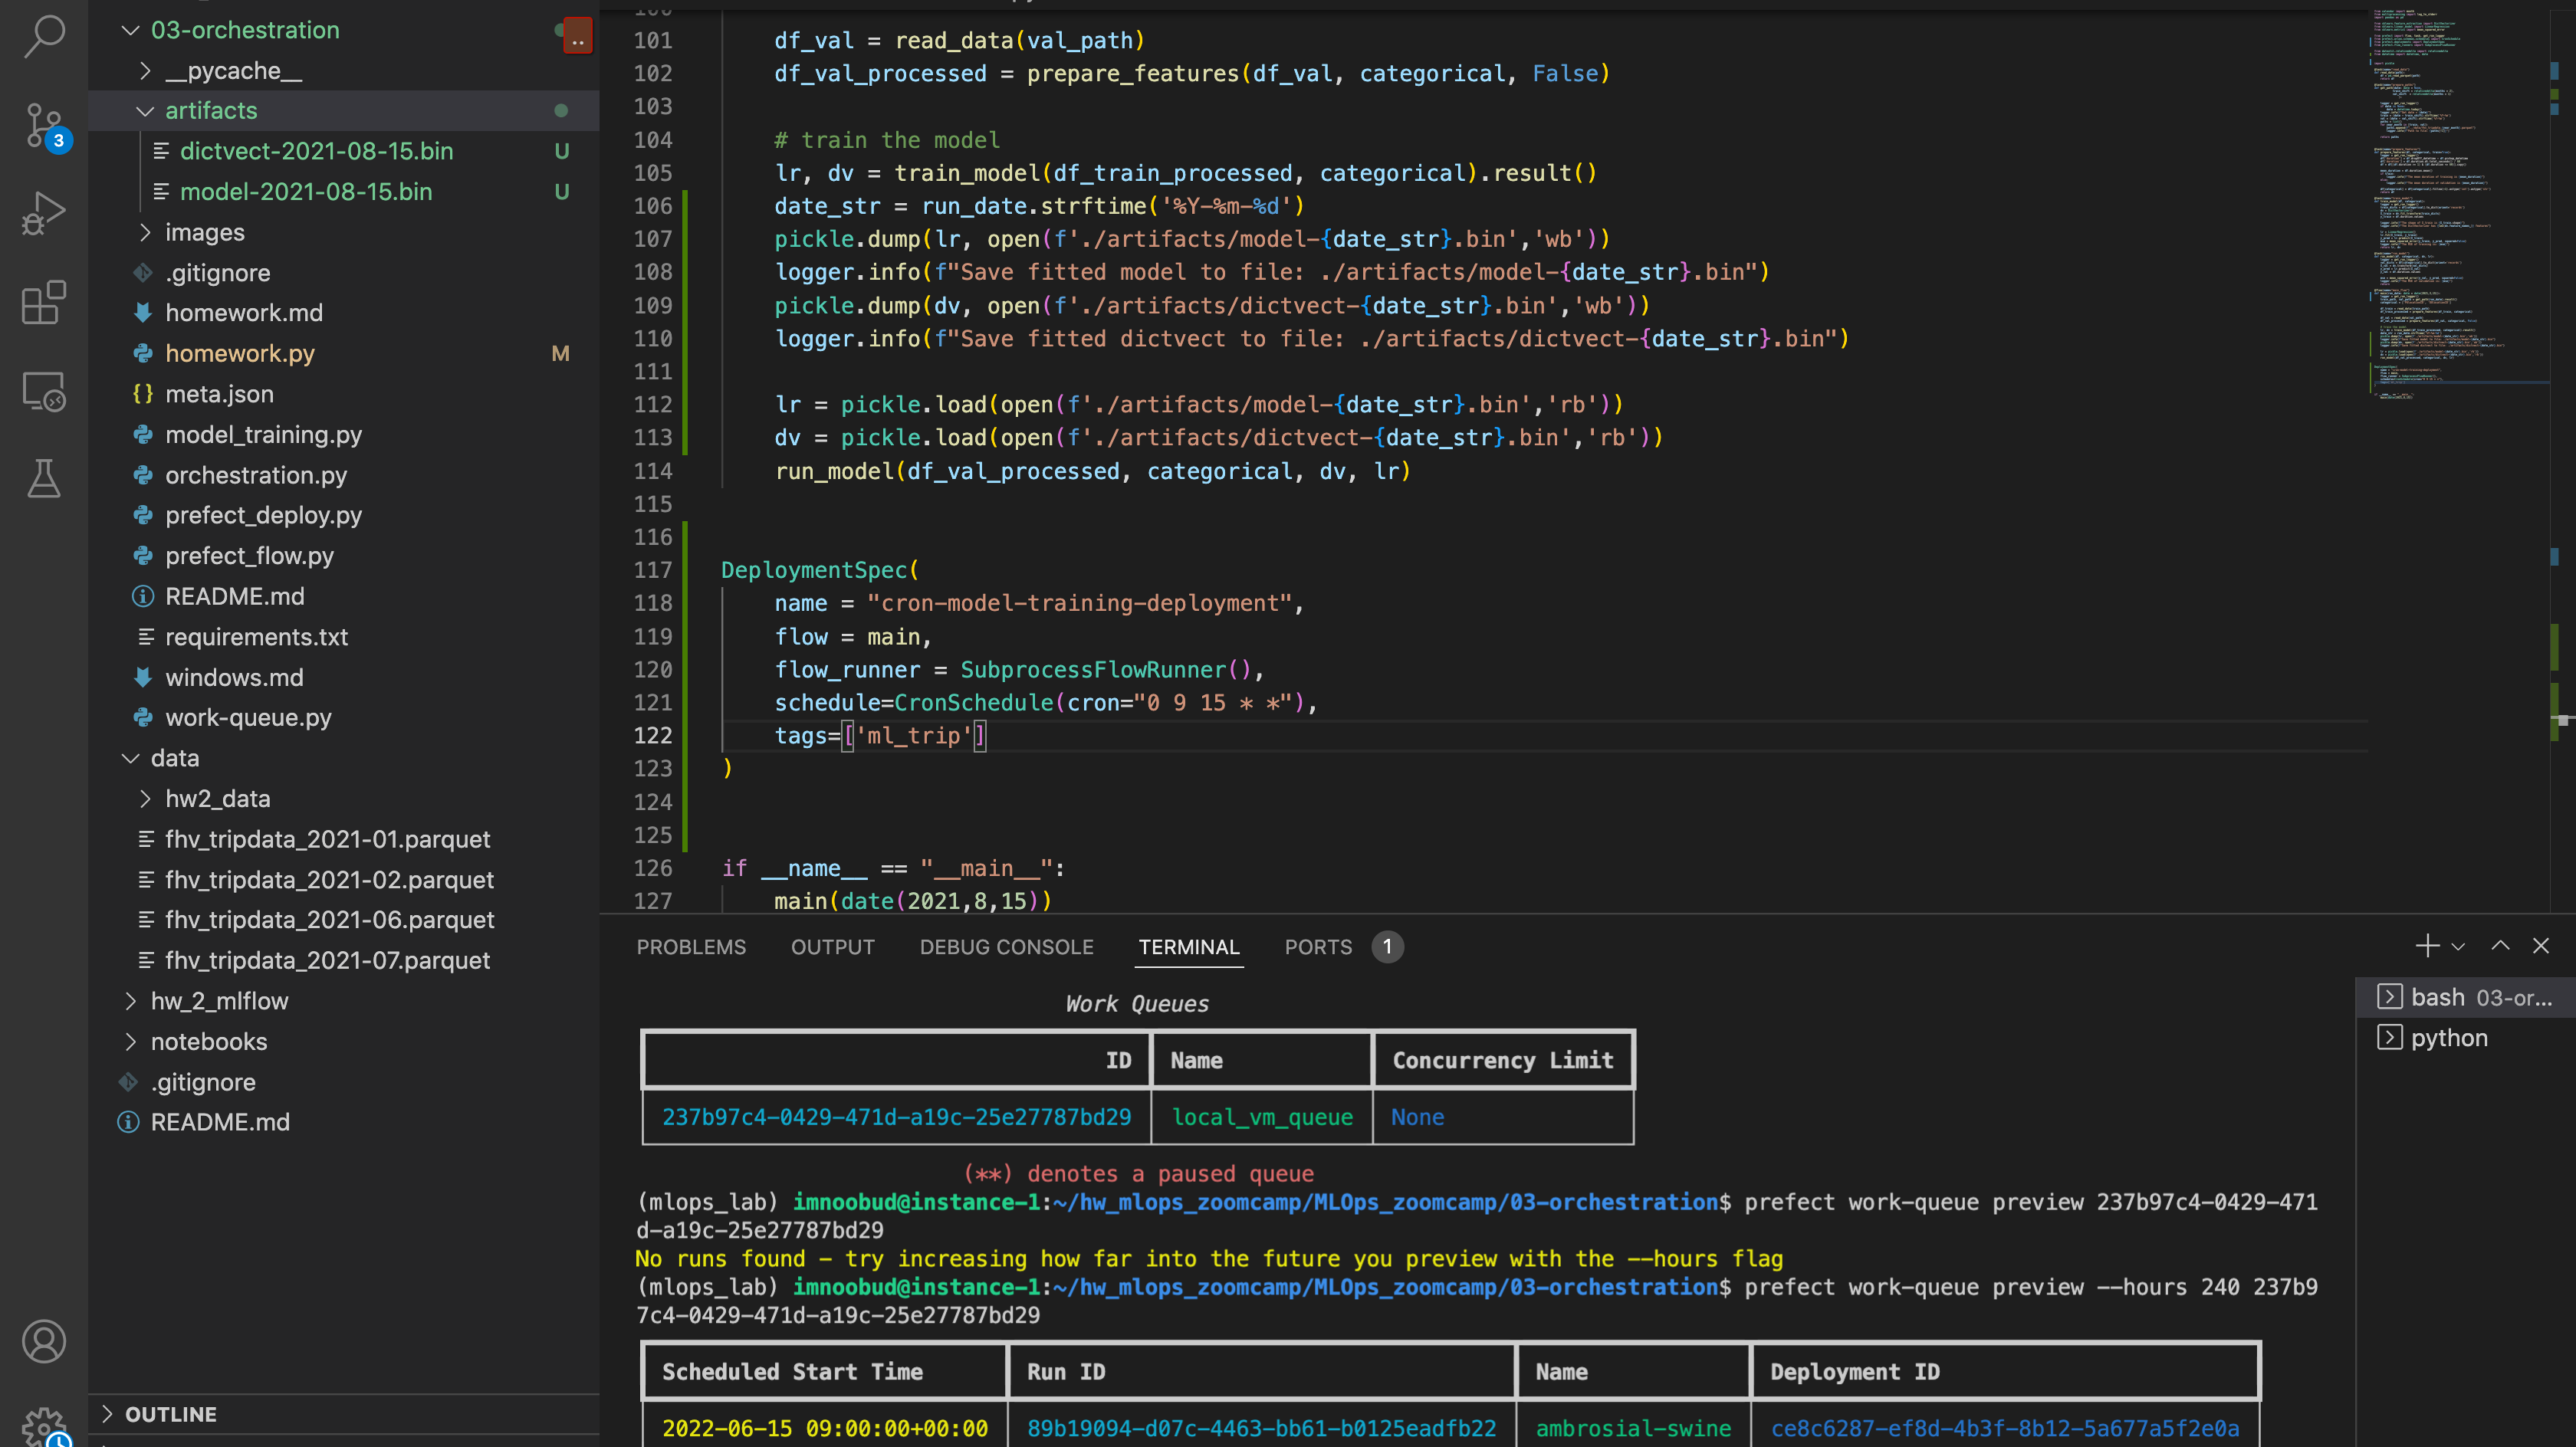 03-orchestration
__pycache__
artifacts
dictvect-2021-08-15.bin U
model-2021-08-15.bin U
images
.gitignore
homework.md
homework.py M
meta.json
model_training.py
orchestration.py
prefect_deploy.py
prefect_flow.py
README.md
requirements.txt
windows.md
work-queue.py
data
hw2_data
fhv_tripdata_2021-01.parquet
fhv_tripdata_2021-02.parquet
fhv_tripdata_2021-06.parquet
fhv_tripdata_2021-07.parquet
hw_2_mlflow
notebooks
.gitignore
README.md
OUTLINE
3
101 df_val = read_data(val_path)
102 df_val_processed = prepare_features(df_val, categorical, False)
103
104 # train the model
105 lr, dv = train_model(df_train_processed, categorical).result()
106 date_str = run_date.strftime('%Y-%m-%d')
107 pickle.dump(lr, open(f'./artifacts/model-{date_str}.bin','wb'))
108 logger.info(f"Save fitted model to file: ./artifacts/model-{date_str}.bin")
109 pickle.dump(dv, open(f'./artifacts/dictvect-{date_str}.bin','wb'))
110 logger.info(f"Save fitted dictvect to file: ./artifacts/dictvect-{date_str}.bin")
111
112 lr = pickle.load(open(f'./artifacts/model-{date_str}.bin','rb'))
113 dv = pickle.load(open(f'./artifacts/dictvect-{date_str}.bin','rb'))
114 run_model(df_val_processed, categorical, dv, lr)
115
116
117 DeploymentSpec(
118 name = "cron-model-training-deployment",
119 flow = main,
120 flow_runner = SubprocessFlowRunner(),
121 schedule=CronSchedule(cron="0 9 15 * *"),
122 tags=['ml_trip']
123 )
124
125
126 if __name__ == "__main__":
127 main(date(2021,8,15))
PROBLEMS OUTPUT DEBUG CONSOLE TERMINAL PORTS 1
Work Queues
ID Name Concurrency Limit
237b97c4-0429-471d-a19c-25e27787bd29 local_vm_queue None
(**) denotes a paused queue
(mlops_lab) imnoobud@instance-1:~/hw_mlops_zoomcamp/MLOps_zoomcamp/03-orchestration$ prefect work-queue preview 237b97c4-0429-471
d-a19c-25e27787bd29
No runs found - try increasing how far into the future you preview with the --hours flag
(mlops_lab) imnoobud@instance-1:~/hw_mlops_zoomcamp/MLOps_zoomcamp/03-orchestration$ prefect work-queue preview --hours 240 237b9
7c4-0429-471d-a19c-25e27787bd29
Scheduled Start Time Run ID Name Deployment ID
2022-06-15 09:00:00+00:00 89b19094-d07c-4463-bb61-b0125eadfb22 ambrosial-swine ce8c6287-ef8d-4b3f-8b12-5a677a5f2e0a
bash 03-or...
python